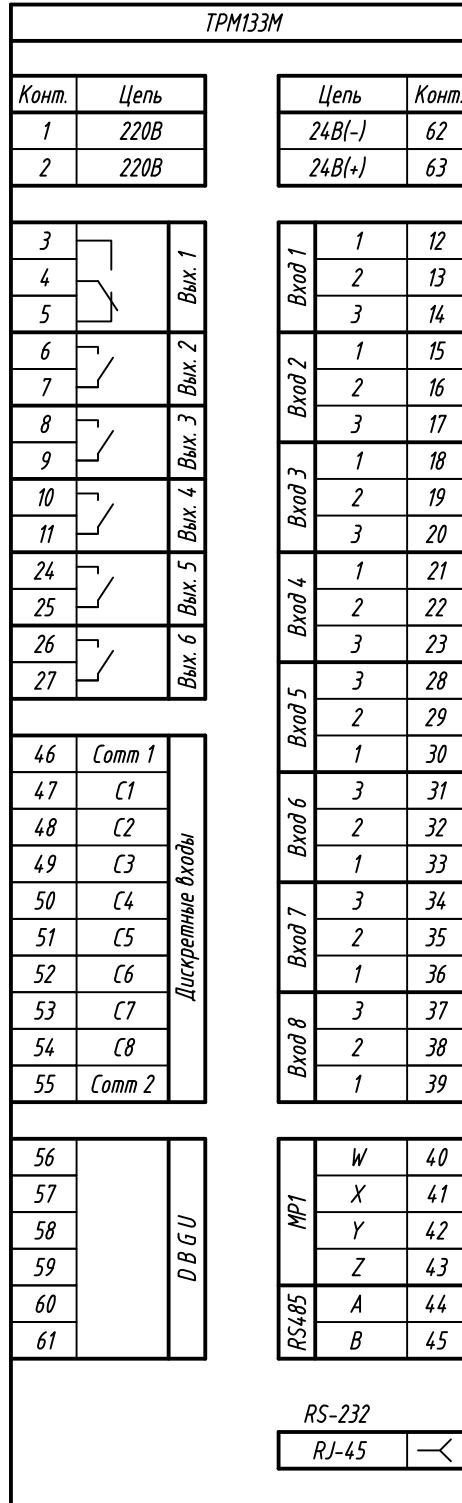 ТРМ133М
Конт. Цепь
1 220В
2 220В
Цепь Конт.
24В(-) 62
24В(+) 63
3
4
5
Вых. 1
6
7
Вых. 2
8
9
Вых. 3
10
11
Вых. 4
24
25
Вых. 5
26
27
Вых. 6
Вход 1
1 12
2 13
3 14
Вход 2
1 15
2 16
3 17
Вход 3
1 18
2 19
3 20
Вход 4
1 21
2 22
3 23
Вход 5
3 28
2 29
1 30
Вход 6
3 31
2 32
1 33
Вход 7
3 34
2 35
1 36
Вход 8
3 37
2 38
1 39
46 Comm 1
47 C1
48 C2
49 C3
50 C4
51 C5
52 C6
53 C7
54 C8
55 Comm 2
Дискретные входы
56
57
58
59
60
61
D B G U
MP1
W 40
X 41
Y 42
Z 43
RS485
A 44
B 45
RS-232
RJ-45